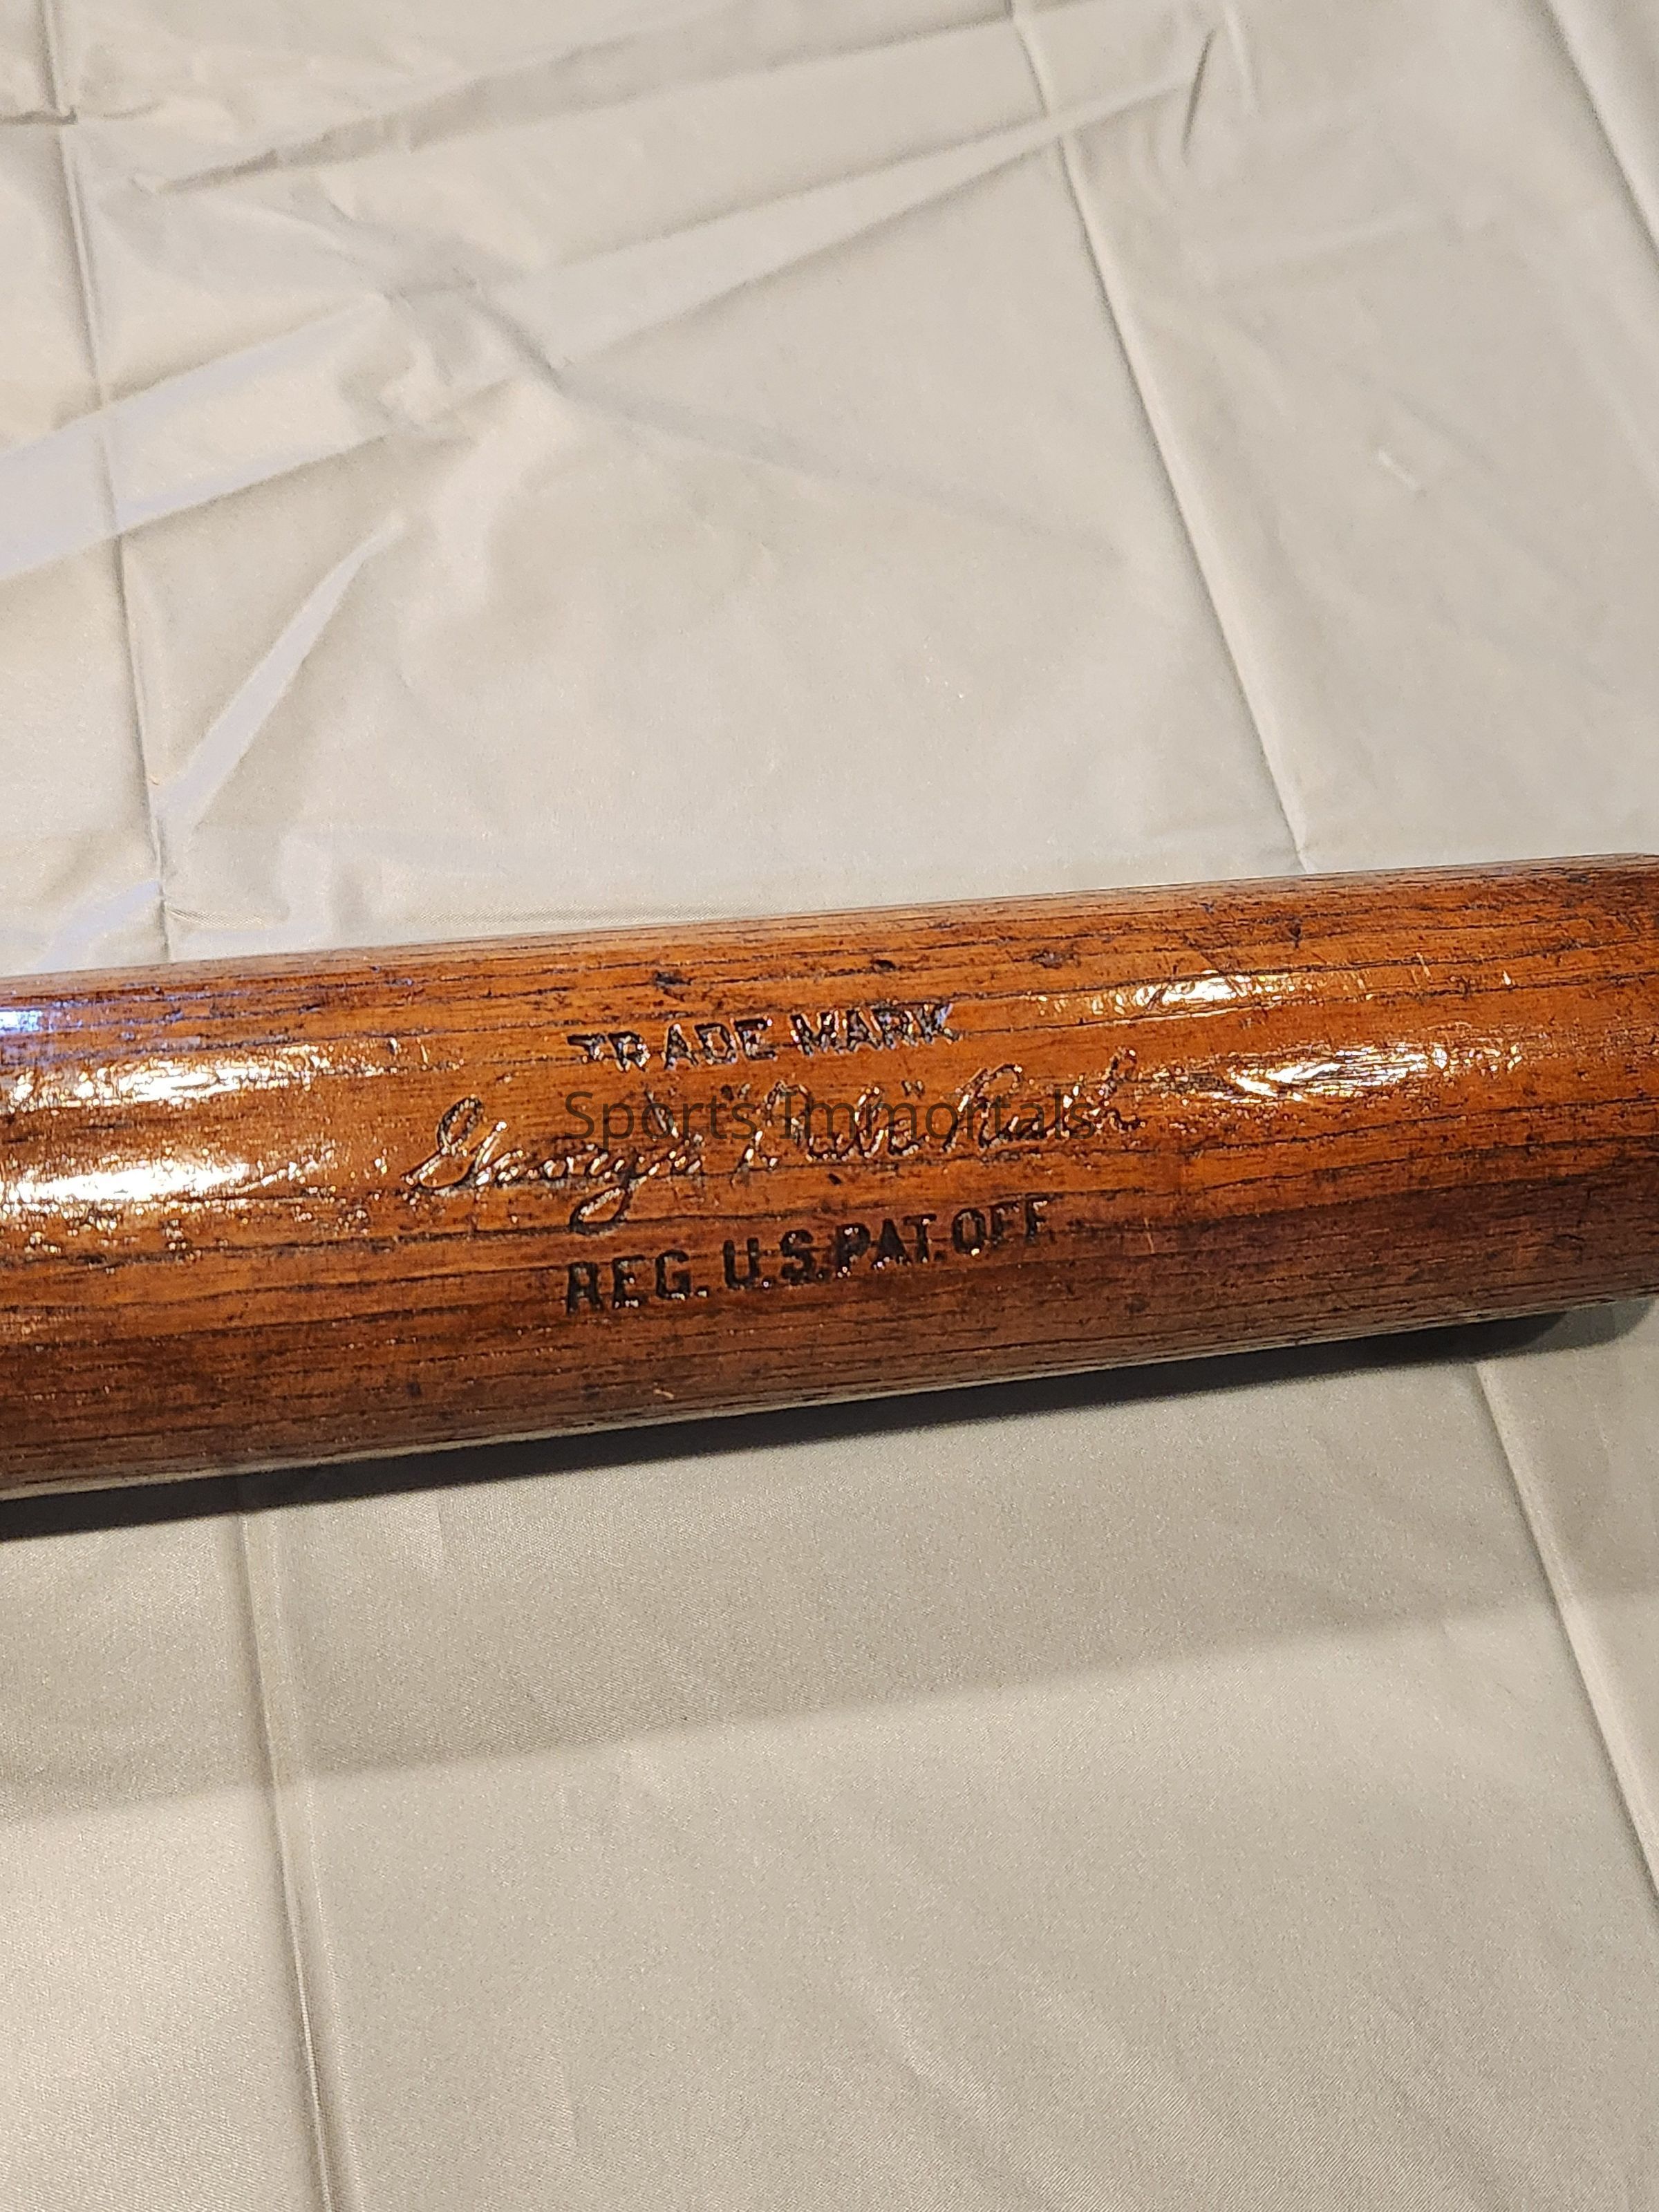 TRADE MARK
George "Babe" Ruth
REG. U.S. PAT. OFF.
Sports Immortals